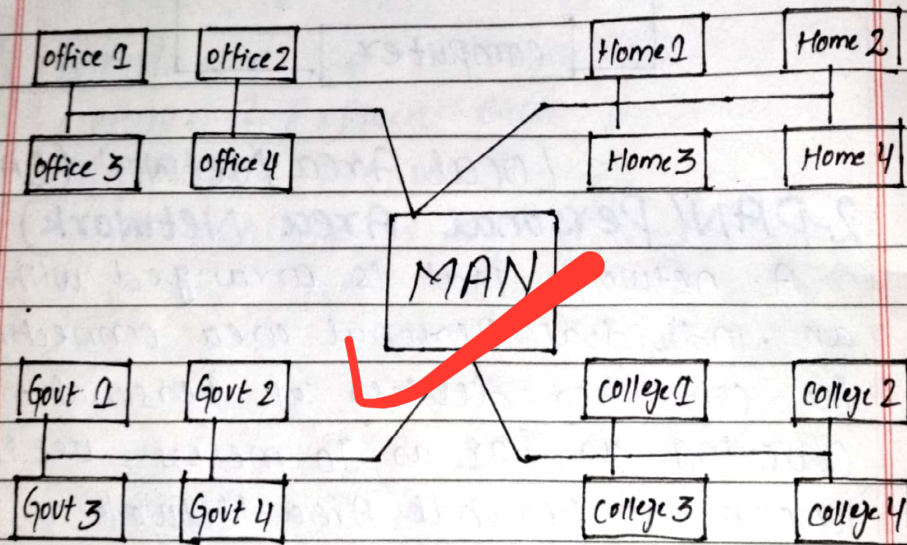 office 1 office 2 Home 1 Home 2
office 3 office 4 Home 3 Home 4
MAN
Govt 1 Govt 2 college 1 college 2
Govt 3 Govt 4 college 3 college 4